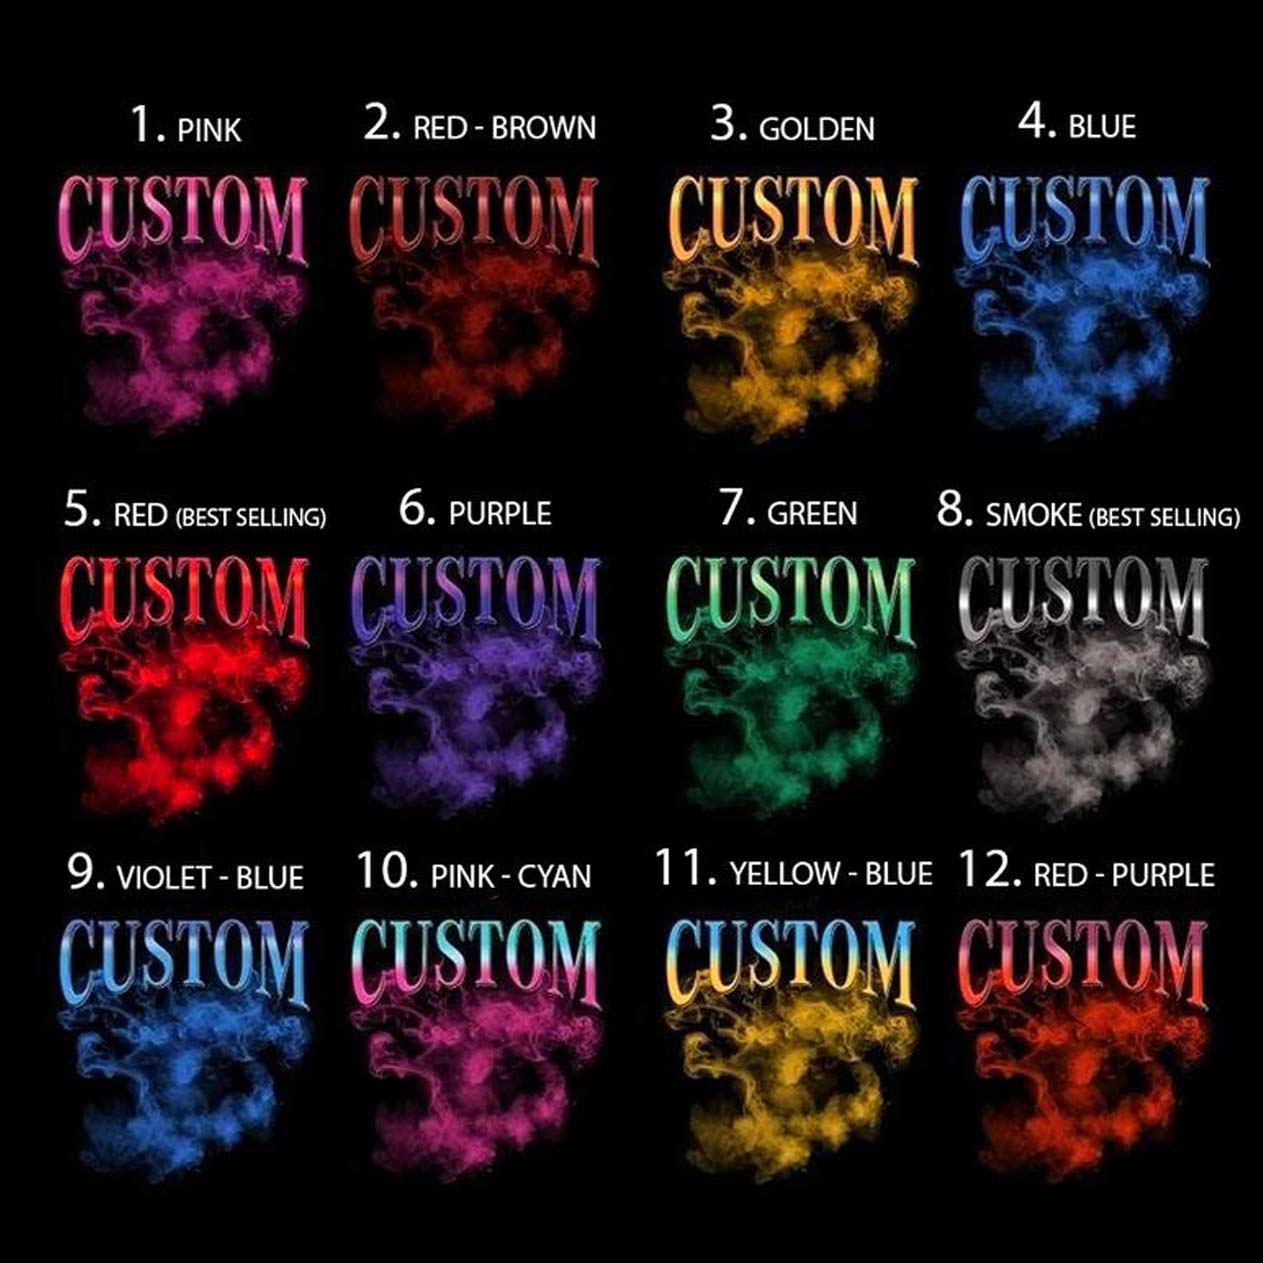 1. PINK
2. RED - BROWN
3. GOLDEN
4. BLUE
CUSTOM
CUSTOM
CUSTOM
CUSTOM
5. RED (BEST SELLING)
6. PURPLE
7. GREEN
8. SMOKE (BEST SELLING)
CUSTOM
CUSTOM
CUSTOM
CUSTOM
9. VIOLET - BLUE
10. PINK - CYAN
11. YELLOW - BLUE
12. RED - PURPLE
CUSTOM
CUSTOM
CUSTOM
CUSTOM